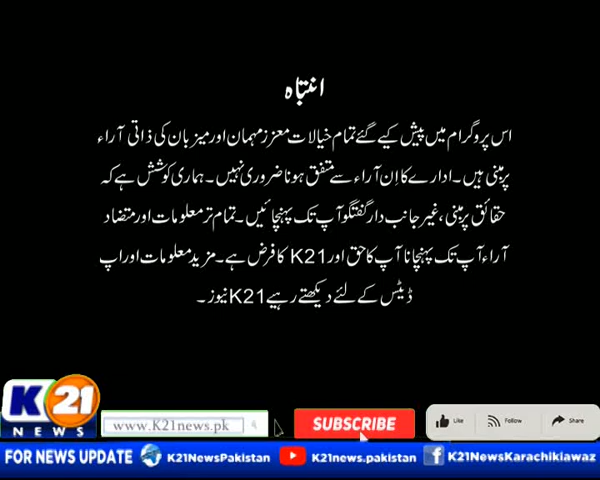 انتباہ
اس پروگرام میں پیش کیے گئے تمام خیالات معزز مہمان اور میزبان کی ذاتی آراء
پر مبنی ہیں۔ ادارے کا اِن آراء سے متفق ہونا ضروری نہیں۔ ہماری کوشش ہے کہ
حقائق پر مبنی، غیر جانب دار گفتگو آپ تک پہنچائیں۔ تمام تر معلومات اور متضاد
آراء آپ تک پہنچانا آپ کا حق اور K21 کا فرض ہے۔ مزید معلومات اور اپ
ڈیٹس کے لئے دیکھتے رہیے K21 نیوز۔
K21
NEWS
www.K21news.pk
SUBSCRIBE
Like
Follow
Share
FOR NEWS UPDATE
K21NewsPakistan
K21news.pakistan
K21NewsKarachikiawaz